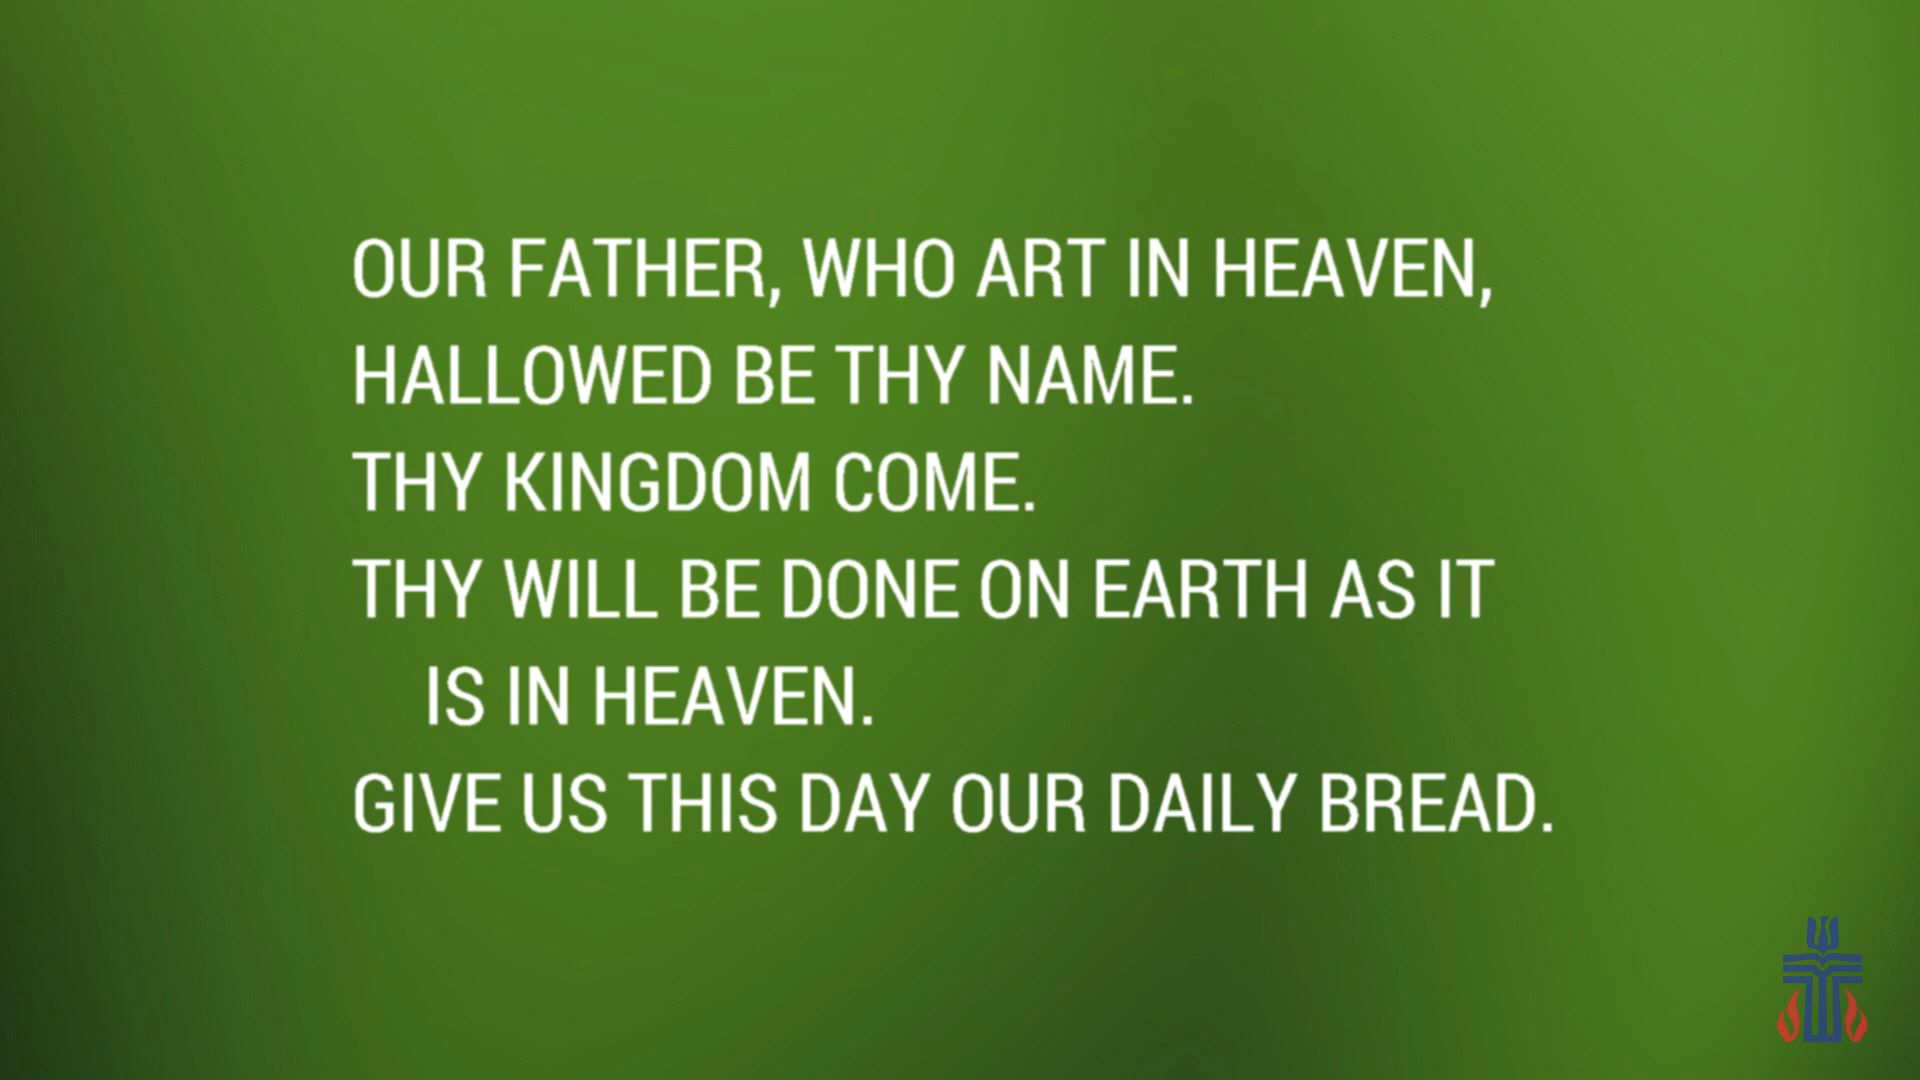 OUR FATHER, WHO ART IN HEAVEN,
HALLOWED BE THY NAME.
THY KINGDOM COME.
THY WILL BE DONE ON EARTH AS IT
IS IN HEAVEN.
GIVE US THIS DAY OUR DAILY BREAD.